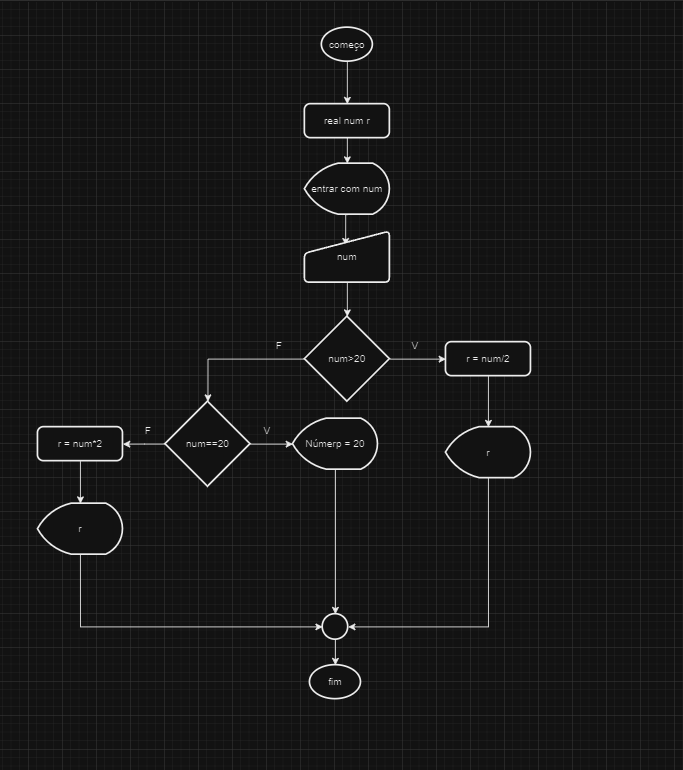 começo
real num r
entrar com num
num
F
V
num>20
r = num/2
F
V
r = num*2
num==20
Númerp = 20
r
r
fim